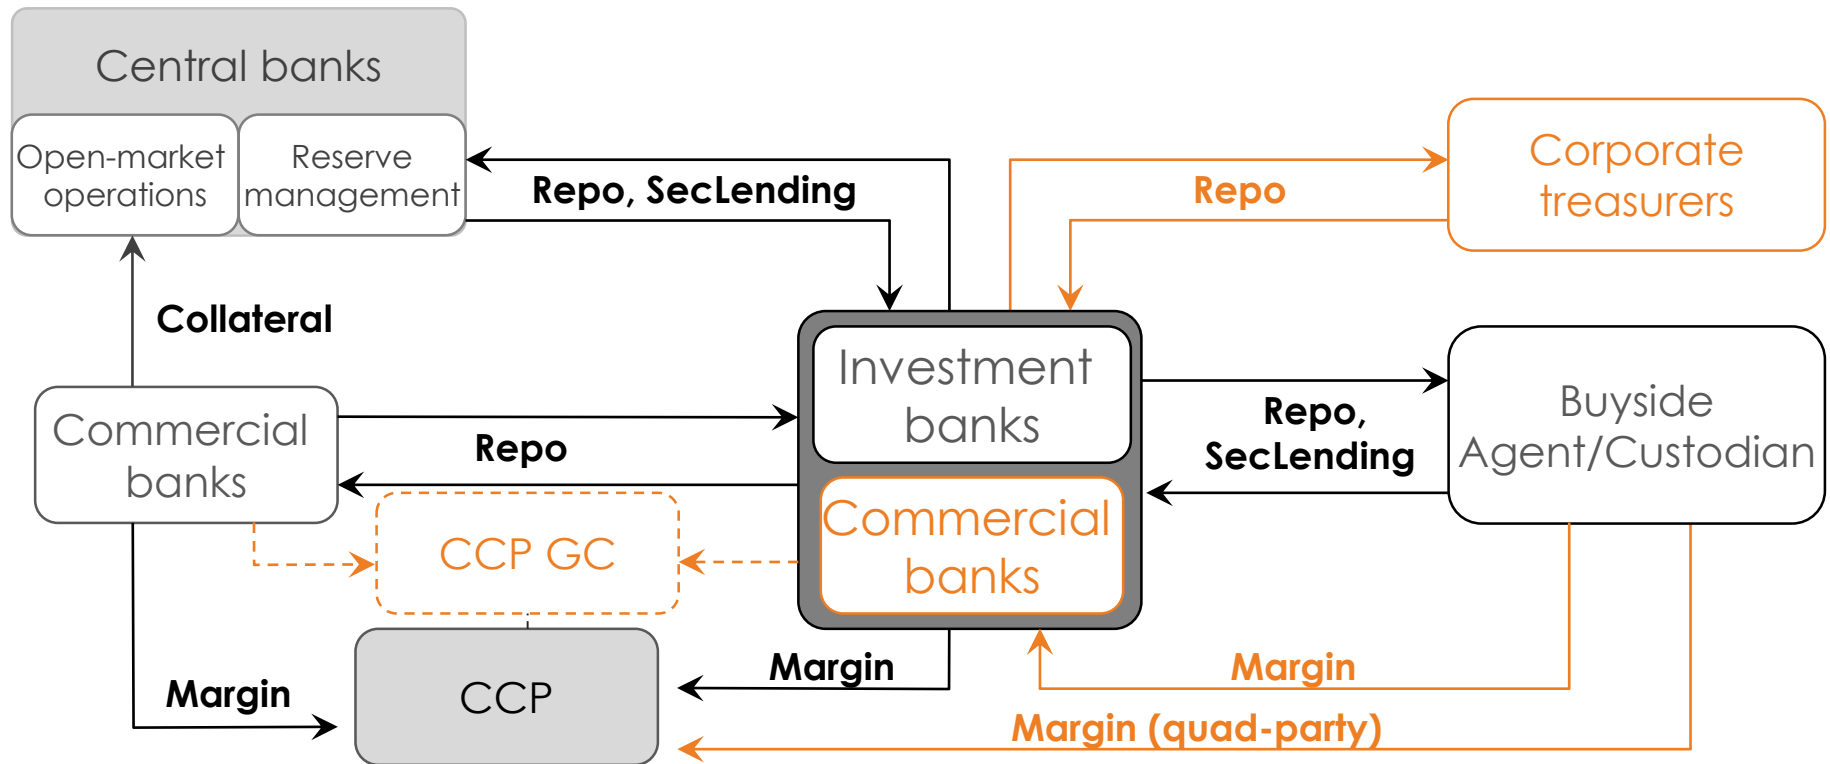 Central banks
Open-market
operations
Reserve
management
Repo, SecLending
Repo
Corporate
treasurers
Collateral
Investment
banks
Commercial
banks
Repo
Repo,
SecLending
Buyside
Agent/Custodian
CCP GC
Commercial
banks
Margin
CCP
Margin
Margin
Margin (quad-party)